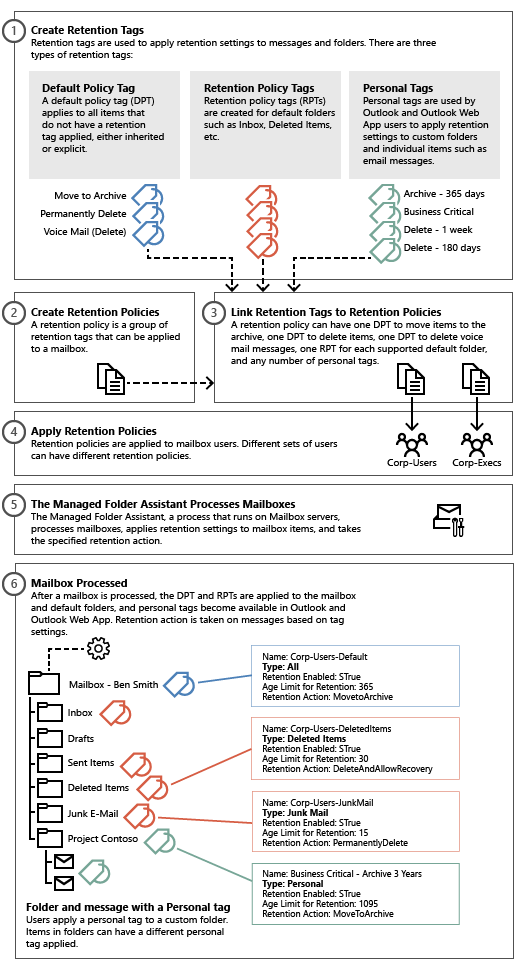 1
Create Retention Tags
Retention tags are used to apply retention settings to messages and folders. There are three
types of retention tags:
Default Policy Tag
A default policy tag (DPT)
applies to all items that
do not have a retention
tag applied, either inherited
or explicit.
Retention Policy Tags
Retention policy tags (RPTs)
are created for default folders
such as Inbox, Deleted Items,
etc.
Personal Tags
Personal tags are used by
Outlook and Outlook Web
App users to apply retention
settings to custom folders
and individual items such as
email messages.
Move to Archive
Permanently Delete
Voice Mail (Delete)
Archive - 365 days
Business Critical
Delete - 1 week
Delete - 180 days
2
Create Retention Policies
A retention policy is a group of
retention tags that can be applied
to a mailbox.
3
Link Retention Tags to Retention Policies
A retention policy can have one DPT to move items to the
archive, one DPT to delete items, one DPT to delete voice
mail messages, one RPT for each supported default folder,
and any number of personal tags.
4
Apply Retention Policies
Retention policies are applied to mailbox users. Different sets of users
can have different retention policies.
Corp-Users
Corp-Execs
5
The Managed Folder Assistant Processes Mailboxes
The Managed Folder Assistant, a process that runs on Mailbox servers,
processes mailboxes, applies retention settings to mailbox items, and takes
the specified retention action.
6
Mailbox Processed
After a mailbox is processed, the DPT and RPTs are applied to the mailbox
and default folders, and personal tags become available in Outlook and
Outlook Web App. Retention action is taken on messages based on tag
settings.
Mailbox - Ben Smith
Inbox
Drafts
Sent Items
Deleted Items
Junk E-Mail
Project Contoso
Name: Corp-Users-Default
Type: All
Retention Enabled: STrue
Age Limit for Retention: 365
Retention Action: MovetoArchive
Name: Corp-Users-DeletedItems
Type: Deleted Items
Retention Enabled: STrue
Age Limit for Retention: 30
Retention Action: DeleteAndAllowRecovery
Name: Corp-Users-JunkMail
Type: Junk Mail
Retention Enabled: STrue
Age Limit for Retention: 15
Retention Action: PermanentlyDelete
Name: Business Critical - Archive 3 Years
Type: Personal
Retention Enabled: STrue
Age Limit for Retention: 1095
Retention Action: MoveToArchive
Folder and message with a Personal tag
Users apply a personal tag to a custom folder.
Items in folders can have a different personal
tag applied.